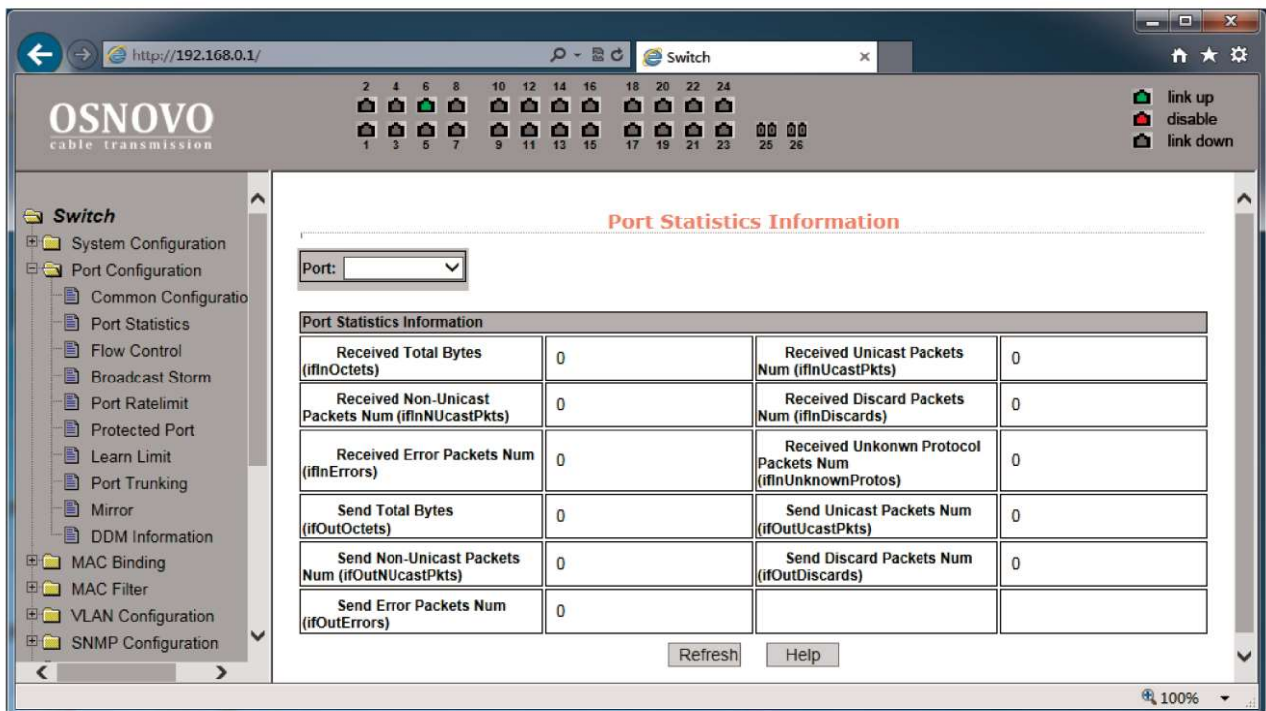 http://192.168.0.1/
Switch
OSNOVO
cable transmission
2 4 6 8 10 12 14 16 18 20 22 24
1 3 5 7 9 11 13 15 17 19 21 23 25 26
link up
disable
link down
Switch
System Configuration
Port Configuration
Common Configuratio
Port Statistics
Flow Control
Broadcast Storm
Port Ratelimit
Protected Port
Learn Limit
Port Trunking
Mirror
DDM Information
MAC Binding
MAC Filter
VLAN Configuration
SNMP Configuration
Port Statistics Information
Port:
Port Statistics Information
Received Total Bytes
(ifInOctets)
0
Received Unicast Packets
Num (ifInUcastPkts)
0
Received Non-Unicast
Packets Num (ifInNUcastPkts)
0
Received Discard Packets
Num (ifInDiscards)
0
Received Error Packets Num
(ifInErrors)
0
Received Unkonwn Protocol
Packets Num
(ifInUnknownProtos)
0
Send Total Bytes
(ifOutOctets)
0
Send Unicast Packets Num
(ifOutUcastPkts)
0
Send Non-Unicast Packets
Num (ifOutNUcastPkts)
0
Send Discard Packets Num
(ifOutDiscards)
0
Send Error Packets Num
(ifOutErrors)
0
Refresh
Help
100%